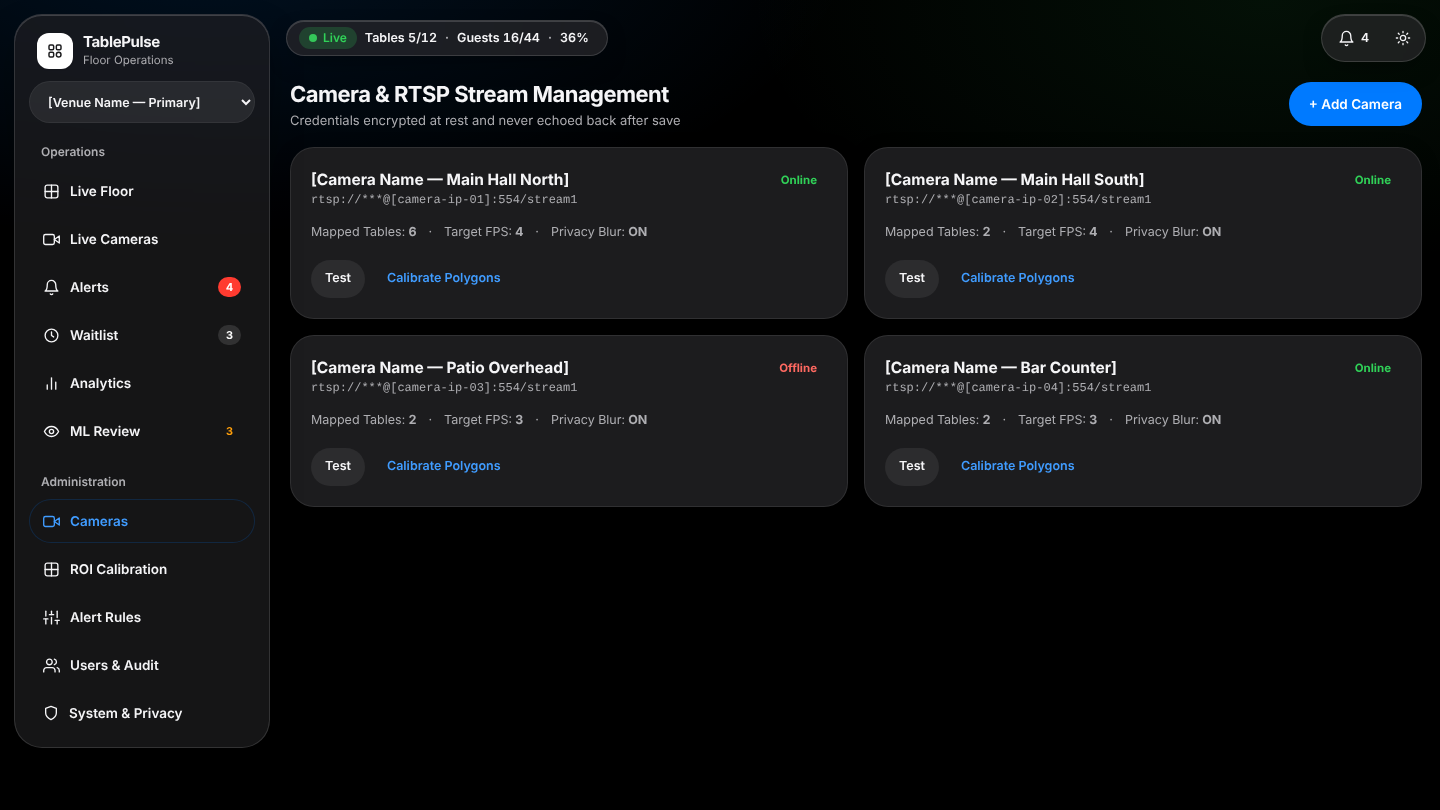 TablePulse
Floor Operations
[Venue Name — Primary]
Operations
Live Floor
Live Cameras
Alerts 4
Waitlist 3
Analytics
ML Review 3
Administration
Cameras
ROI Calibration
Alert Rules
Users & Audit
System & Privacy
Live Tables 5/12 · Guests 16/44 · 36%
4
Camera & RTSP Stream Management
Credentials encrypted at rest and never echoed back after save
+ Add Camera
[Camera Name — Main Hall North] Online
rtsp://***@[camera-ip-01]:554/stream1
Mapped Tables: 6 · Target FPS: 4 · Privacy Blur: ON
Test Calibrate Polygons
[Camera Name — Main Hall South] Online
rtsp://***@[camera-ip-02]:554/stream1
Mapped Tables: 2 · Target FPS: 4 · Privacy Blur: ON
Test Calibrate Polygons
[Camera Name — Patio Overhead] Offline
rtsp://***@[camera-ip-03]:554/stream1
Mapped Tables: 2 · Target FPS: 3 · Privacy Blur: ON
Test Calibrate Polygons
[Camera Name — Bar Counter] Online
rtsp://***@[camera-ip-04]:554/stream1
Mapped Tables: 2 · Target FPS: 3 · Privacy Blur: ON
Test Calibrate Polygons